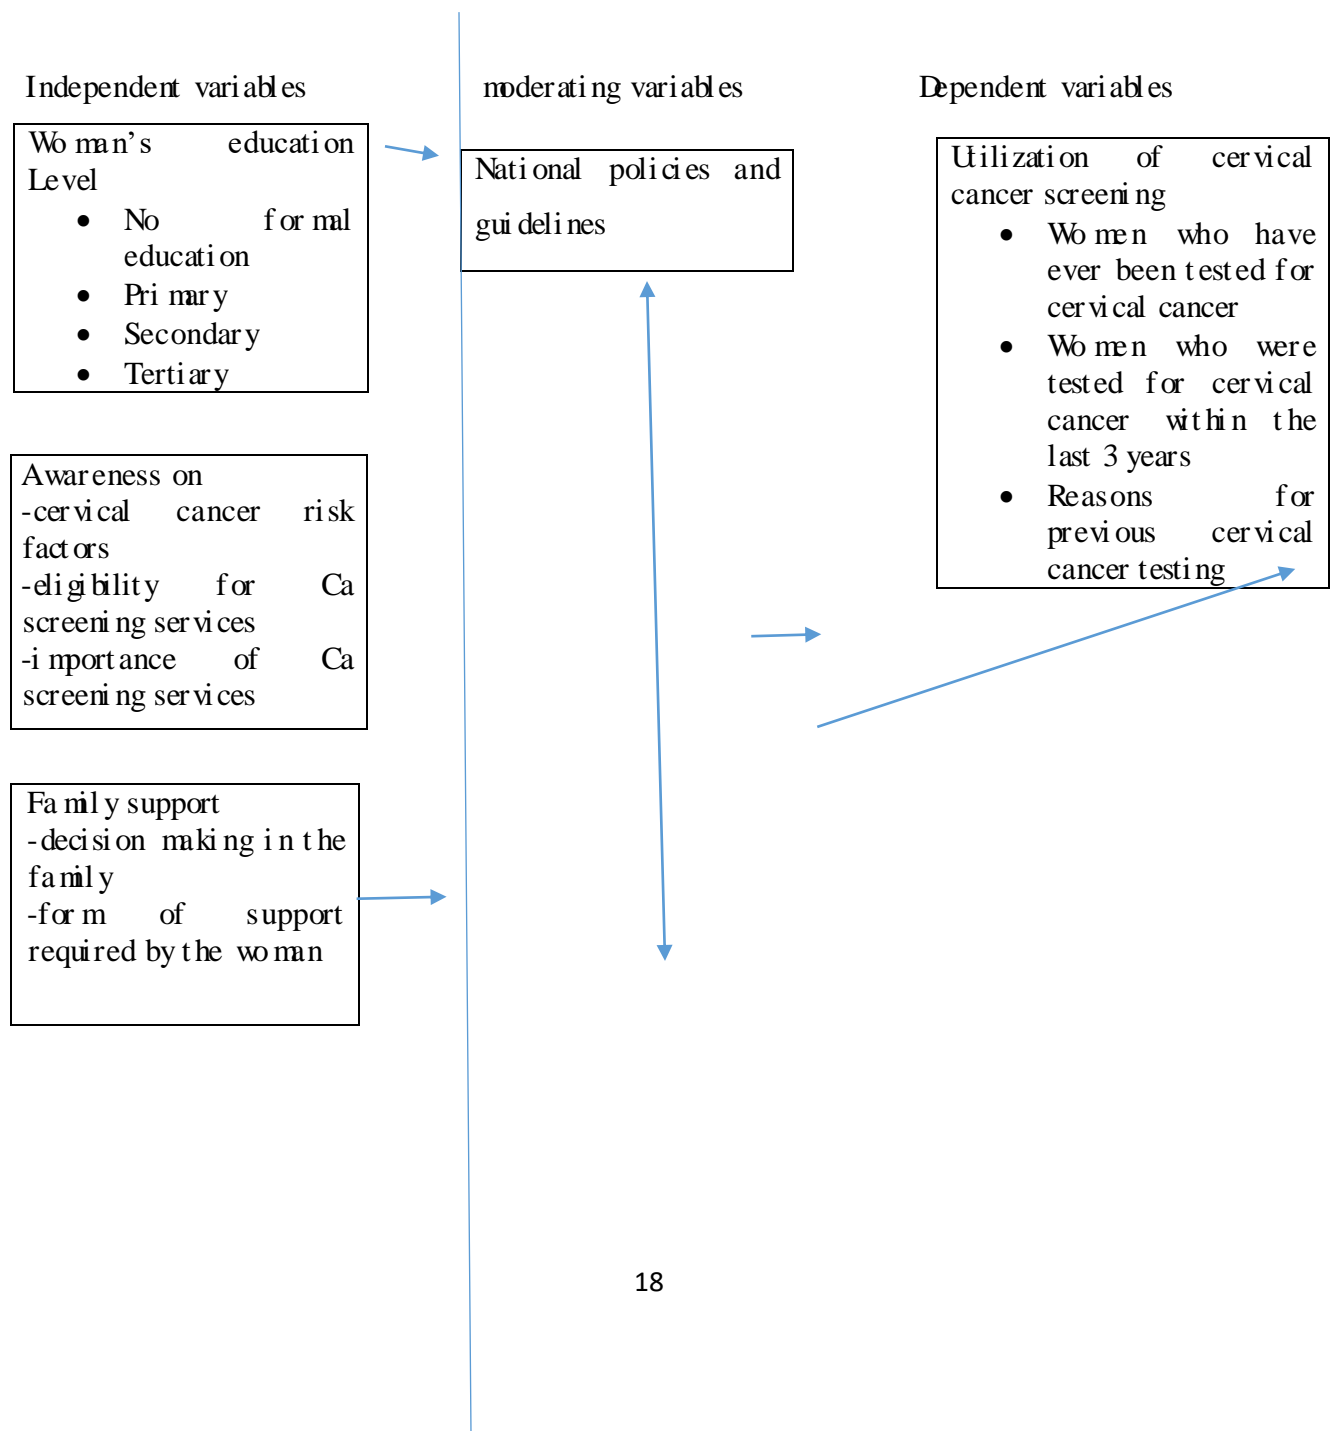 Independent variables
moderating variables
Dependent variables
Woman's education
Level
• No formal
education
• Primary
• Secondary
• Tertiary
National policies and
guidelines
Utilization of cervical
cancer screening
• Women who have
ever been tested for
cervical cancer
• Women who were
tested for cervical
cancer within the
last 3 years
• Reasons for
previous cervical
cancer testing
Awareness on
-cervical cancer risk
factors
-eligibility for Ca
screening services
-importance of Ca
screening services
Family support
-decision making in the
family
-form of support
required by the woman
18